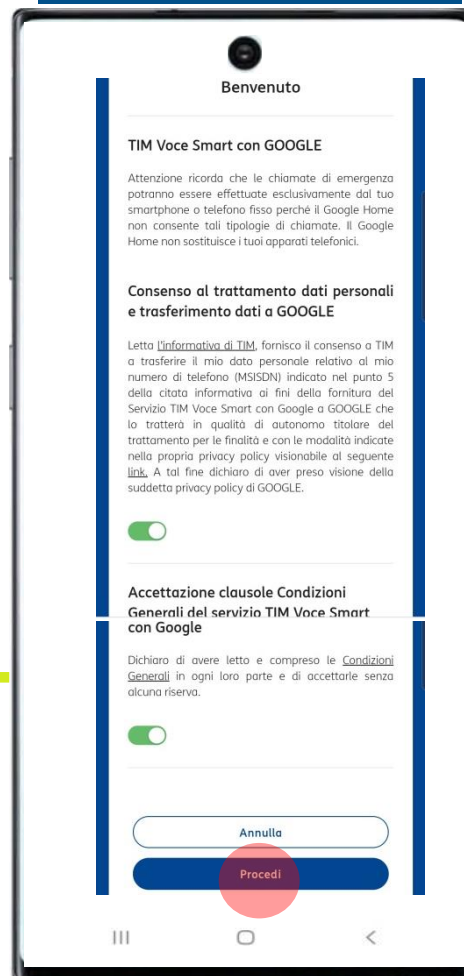 Benvenuto
TIM Voce Smart con GOOGLE
Attenzione ricorda che le chiamate di emergenza
potranno essere effettuate esclusivamente dal tuo
smartphone o telefono fisso perché il Google Home
non consente tali tipologie di chiamate. Il Google
Home non sostituisce i tuoi apparati telefonici.
Consenso al trattamento dati personali
e trasferimento dati a GOOGLE
Letta l'informativa di TIM, fornisco il consenso a TIM
a trasferire il mio dato personale relativo al mio
numero di telefono (MSISDN) indicato nel punto 5
della citata informativa ai fini della fornitura del
Servizio TIM Voce Smart con Google a GOOGLE che
lo tratterà in qualità di autonomo titolare del
trattamento per le finalità e con le modalità indicate
nella propria privacy policy visionabile al seguente
link. A tal fine dichiaro di aver preso visione della
suddetta privacy policy di GOOGLE.
Accettazione clausole Condizioni
Generali del servizio TIM Voce Smart
con Google
Dichiaro di avere letto e compreso le Condizioni
Generali in ogni loro parte e di accettarle senza
alcuna riserva.
Annulla
Procedi